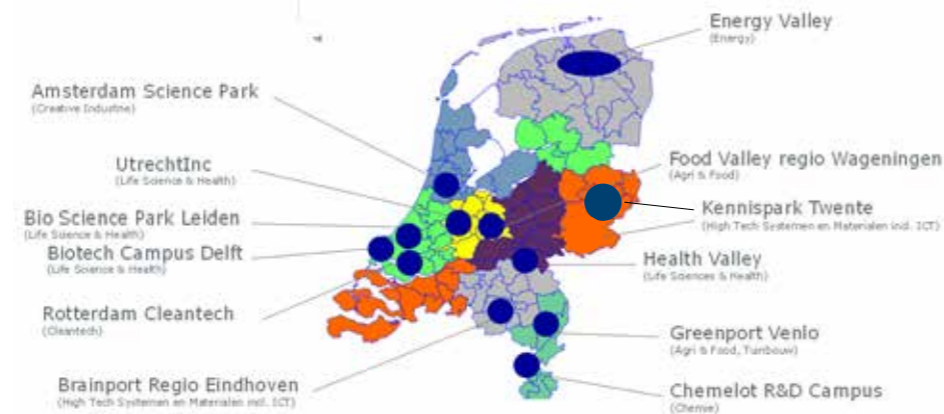 Energy Valley
(Energy)
Amsterdam Science Park
(Creative Industrie)
UtrechtInc
(Life Science & Health)
Food Valley regio Wageningen
(Agri & Food)
Bio Science Park Leiden
(Life Science & Health)
Kennispark Twente
(High Tech Systemen en Materialen incl. ICT)
Biotech Campus Delft
(Life Science & Health)
Health Valley
(Life Sciences & Health)
Rotterdam Cleantech
(Cleantech)
Greenport Venlo
(Agri & Food, Tuinbouw)
Brainport Regio Eindhoven
(High Tech Systemen en Materialen incl. ICT)
Chemelot R&D Campus
(Chemie)